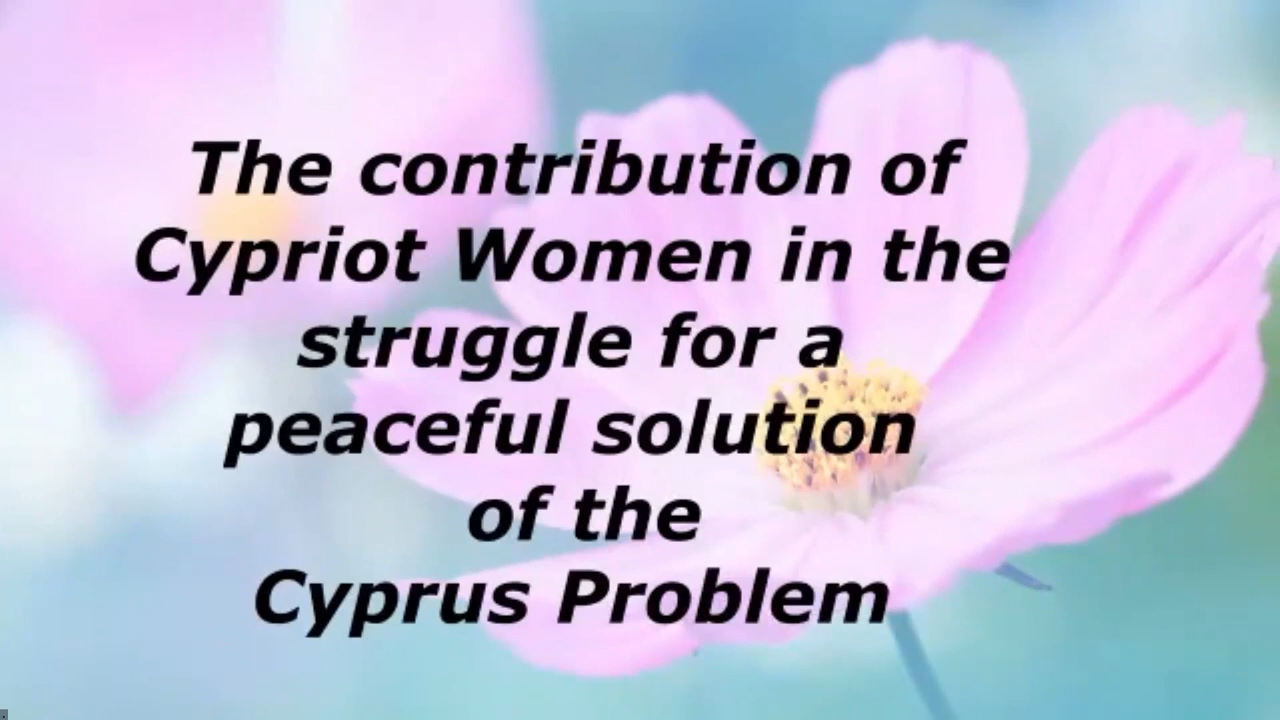 The contribution of
Cypriot Women in the
struggle for a
peaceful solution
of the
Cyprus Problem